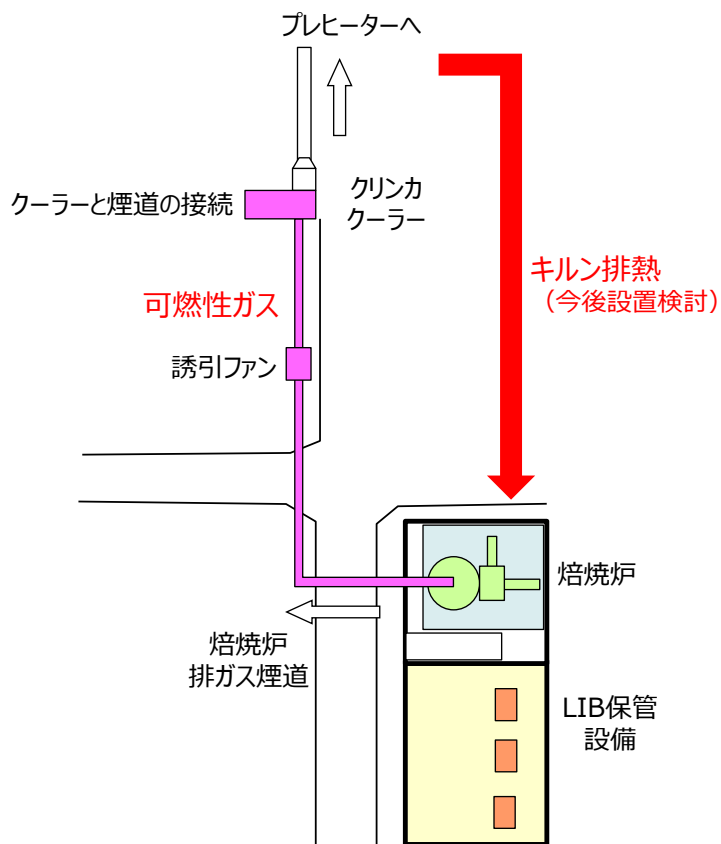 プレヒーターへ
クーラーと煙道の接続
クリンカ
クーラー
可燃性ガス
キルン排熱
（今後設置検討）
誘引ファン
焙焼炉
焙焼炉
排ガス煙道
LIB保管
設備